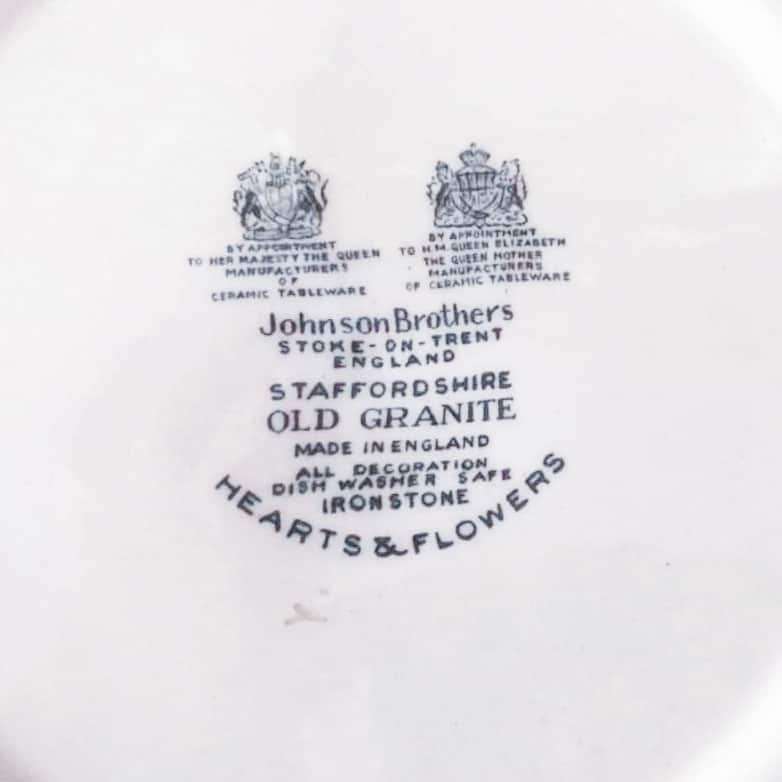 BY APPOINTMENT
TO HER MAJESTY THE QUEEN
MANUFACTURERS
OF
CERAMIC TABLEWARE
BY APPOINTMENT
TO H.M. QUEEN ELIZABETH
THE QUEEN MOTHER
MANUFACTURERS
OF CERAMIC TABLEWARE
Johnson Brothers
STOKE-ON-TRENT
ENGLAND
STAFFORDSHIRE
OLD GRANITE
MADE IN ENGLAND
ALL DECORATION
DISH WASHER SAFE
IRONSTONE
HEARTS & FLOWERS